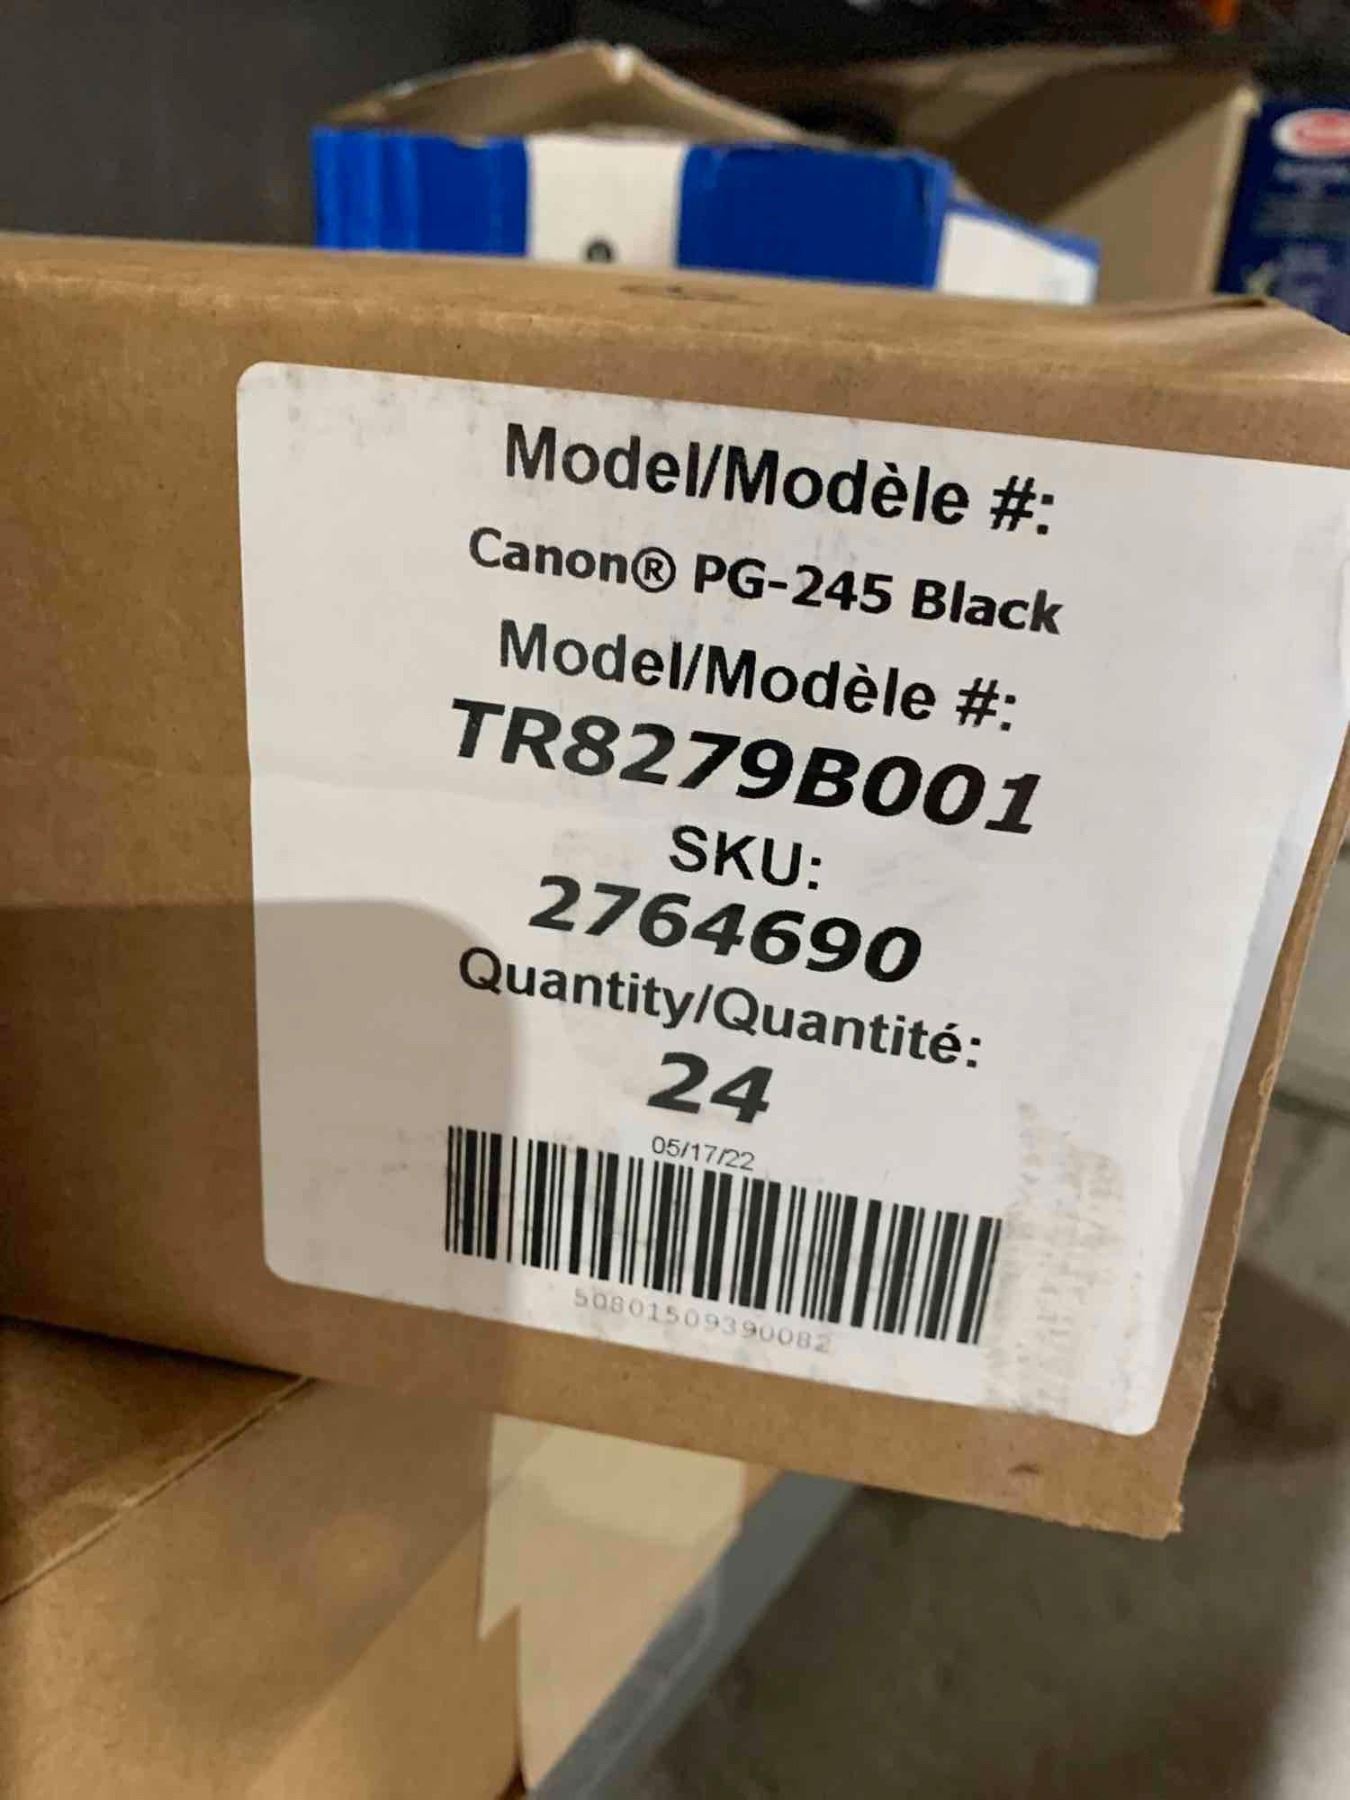 Model/Modèle #:
Canon® PG-245 Black
Model/Modèle #:
TR8279B001
SKU:
2764690
Quantity/Quantité:
24
05/17/22
50801509390082